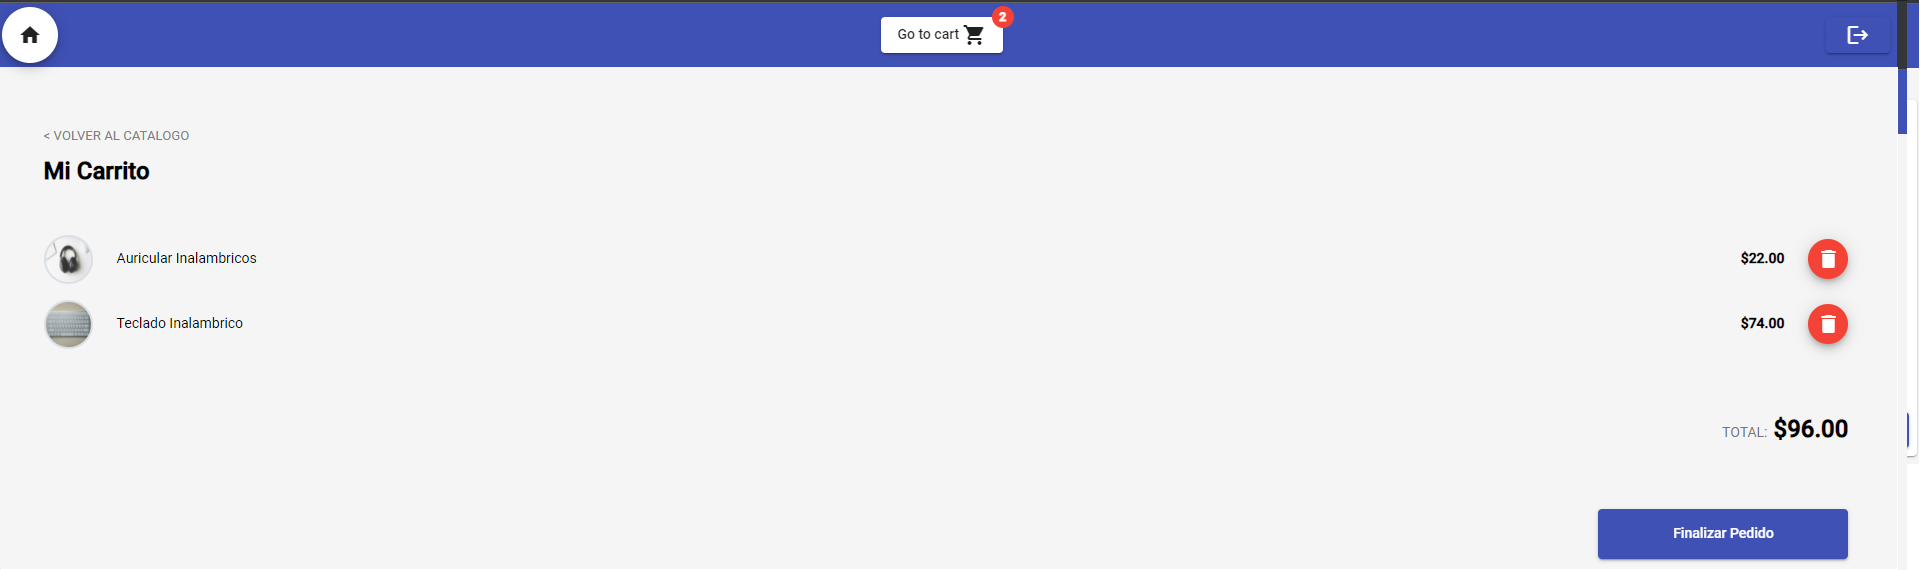 Go to cart 2
< VOLVER AL CATALOGO
Mi Carrito
Auricular Inalambricos $22.00
Teclado Inalambrico $74.00
TOTAL: $96.00
Finalizar Pedido